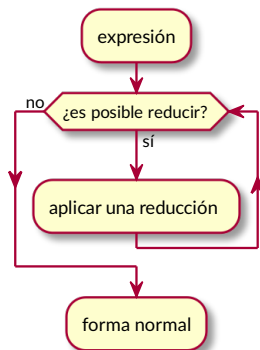 expresión
no
¿es posible reducir?
sí
aplicar una reducción
forma normal